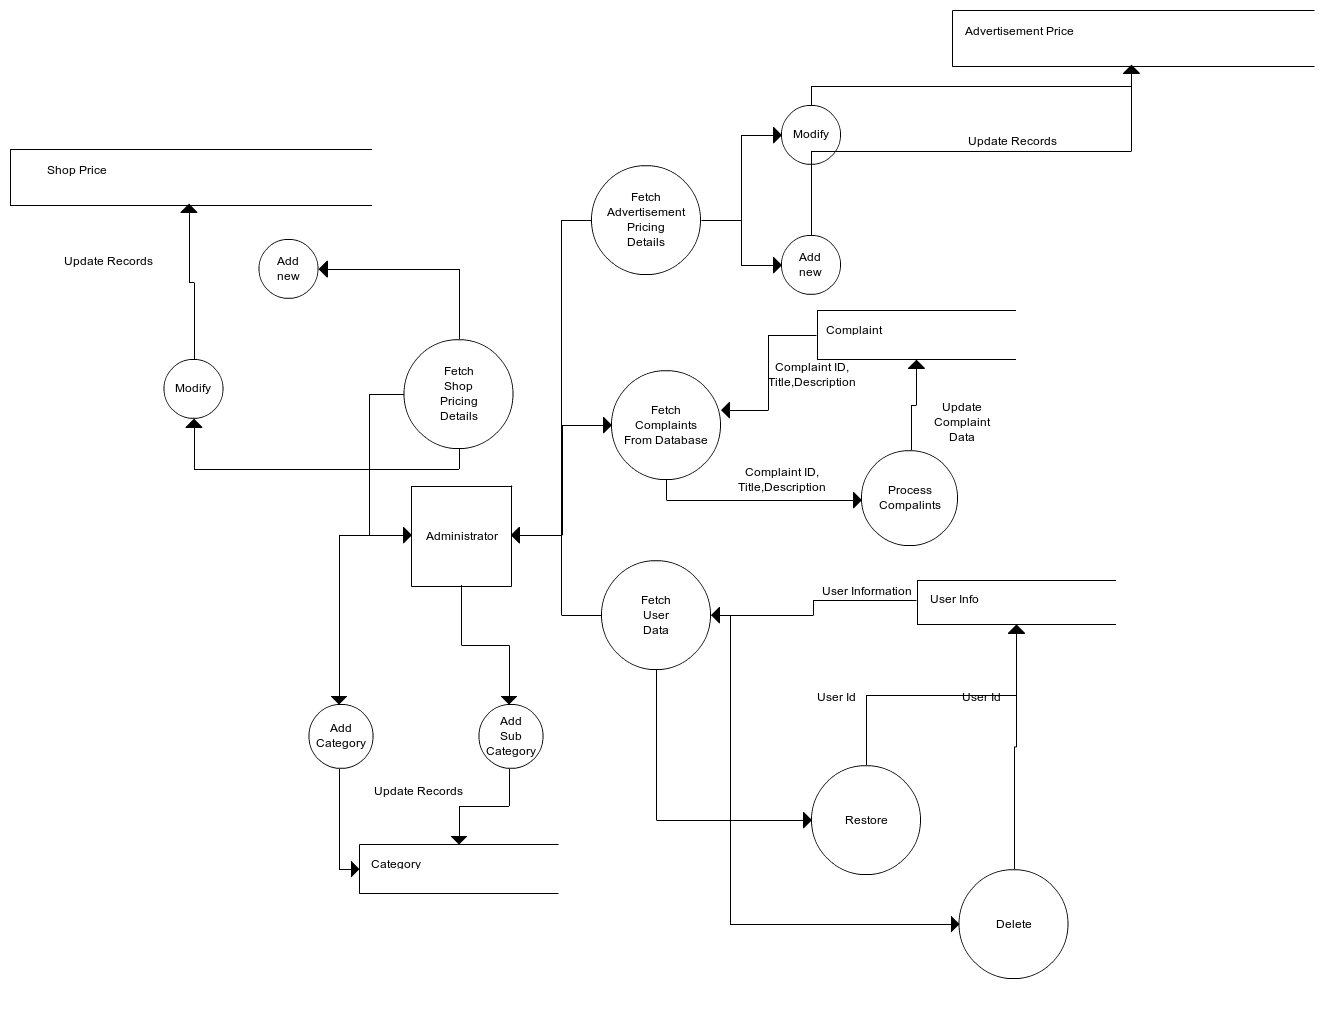 Advertisement Price
Modify
Update Records
Shop Price
Fetch
Advertisement
Pricing
Details
Update Records
Add
new
Add
new
Complaint
Complaint ID,
Title,Description
Fetch
Shop
Pricing
Details
Modify
Fetch
Complaints
From Database
Update
Complaint
Data
Complaint ID,
Title,Description
Process
Compalints
Administrator
User Information
User Info
Fetch
User
Data
User Id
User Id
Add
Category
Add
Sub
Category
Update Records
Restore
Category
Delete